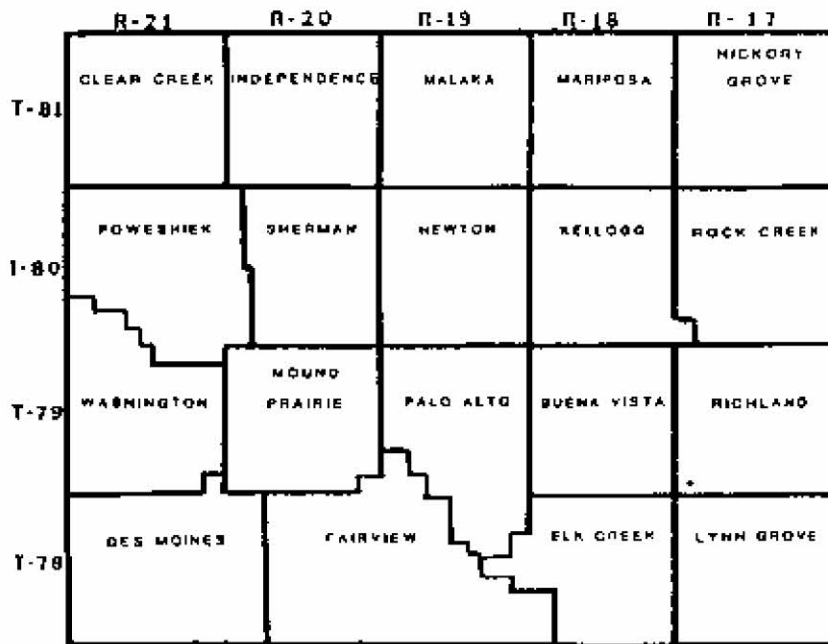 R-21 R-20 R-19 R-18 R-17
HICKORY
T-81 CLEAR CREEK INDEPENDENCE MALAKA MARIPOSA GROVE
T-80 POWESHIEK SHERMAN NEWTON KELLOGG ROCK CREEK
MOUND
T-79 WASHINGTON PRAIRIE PALO ALTO BUENA VISTA RICHLAND
T-78 DES MOINES FAIRVIEW ELK CREEK LYNN GROVE